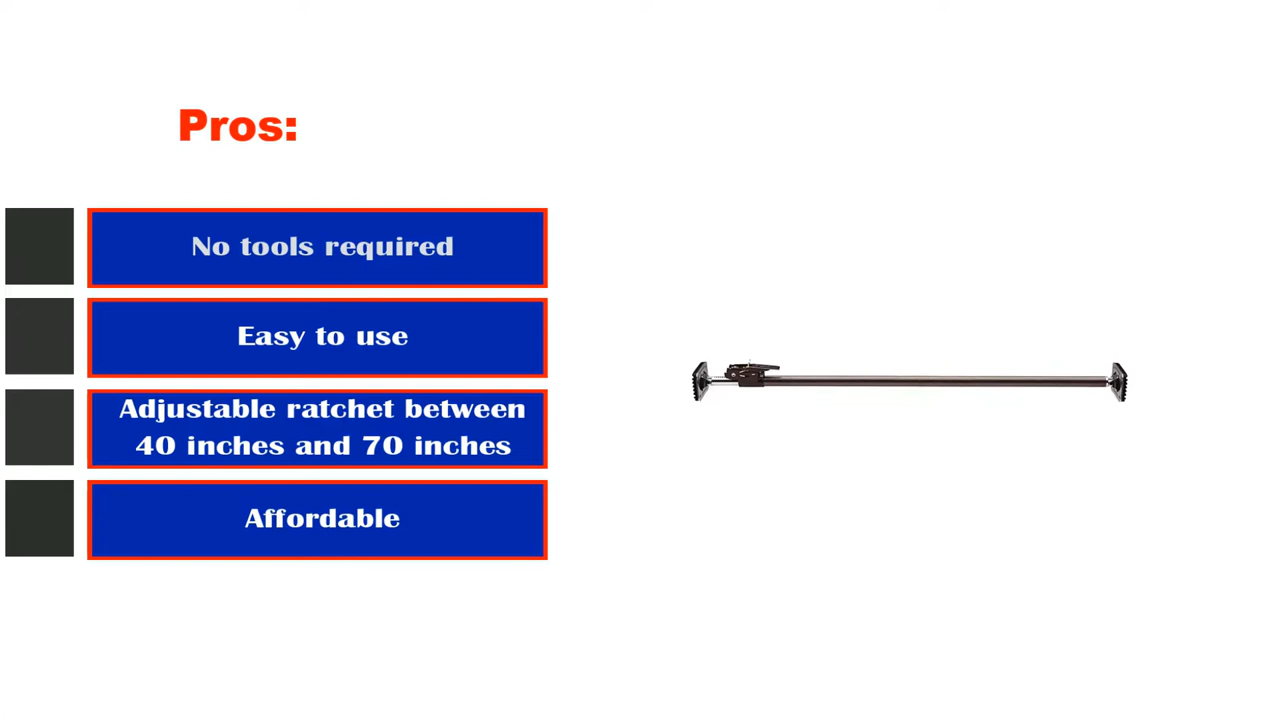 Pros:
No tools required
Easy to use
Adjustable ratchet between
40 inches and 70 inches
Affordable